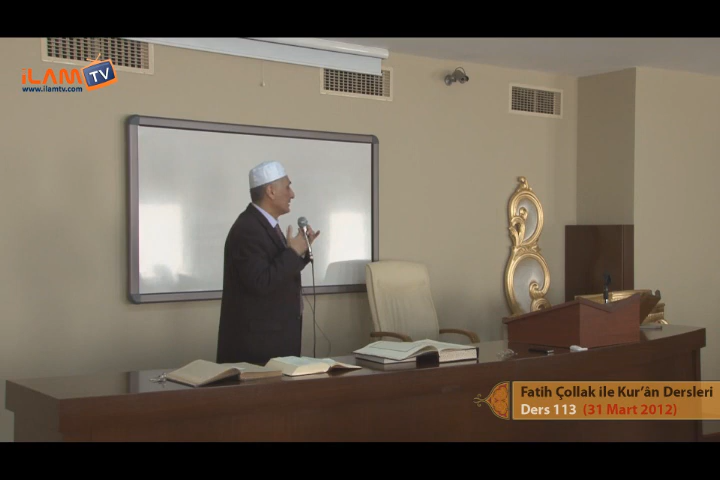 iLAM TV
www.ilamtv.com
Fatih Çollak ile Kur'ân Dersleri
Ders 113 (31 Mart 2012)